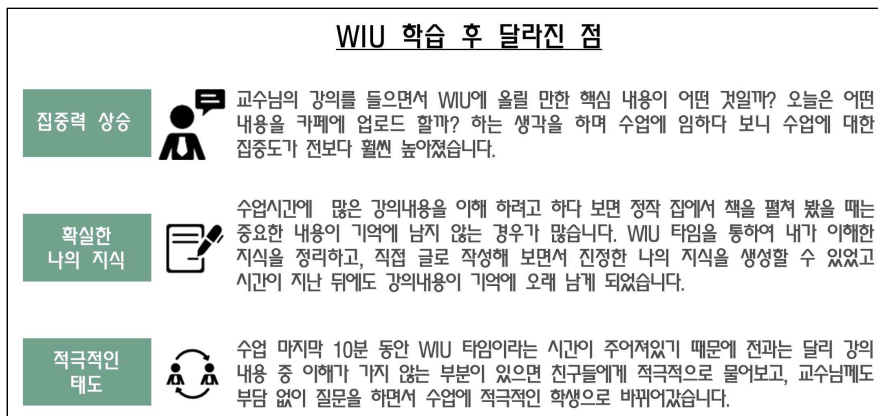 WIU 학습 후 달라진 점
집중력 상승
교수님의 강의를 들으면서 WIU에 올릴 만한 핵심 내용이 어떤 것일까? 오늘은 어떤
내용을 카페에 업로드 할까? 하는 생각을 하며 수업에 임하다 보니 수업에 대한
집중도가 전보다 훨씬 높아졌습니다.
확실한
나의 지식
수업시간에 많은 강의내용을 이해 하려고 하다 보면 정작 집에서 책을 펼쳐 봤을 때는
중요한 내용이 기억에 남지 않는 경우가 많습니다. WIU 타임을 통하여 내가 이해한
지식을 정리하고, 직접 글로 작성해 보면서 진정한 나의 지식을 생성할 수 있었고
시간이 지난 뒤에도 강의내용이 기억에 오래 남게 되었습니다.
적극적인
태도
수업 마지막 10분 동안 WIU 타임이라는 시간이 주어져있기 때문에 전과는 달리 강의
내용 중 이해가 가지 않는 부분이 있으면 친구들에게 적극적으로 물어보고, 교수님께도
부담 없이 질문을 하면서 수업에 적극적인 학생으로 바뀌어갔습니다.